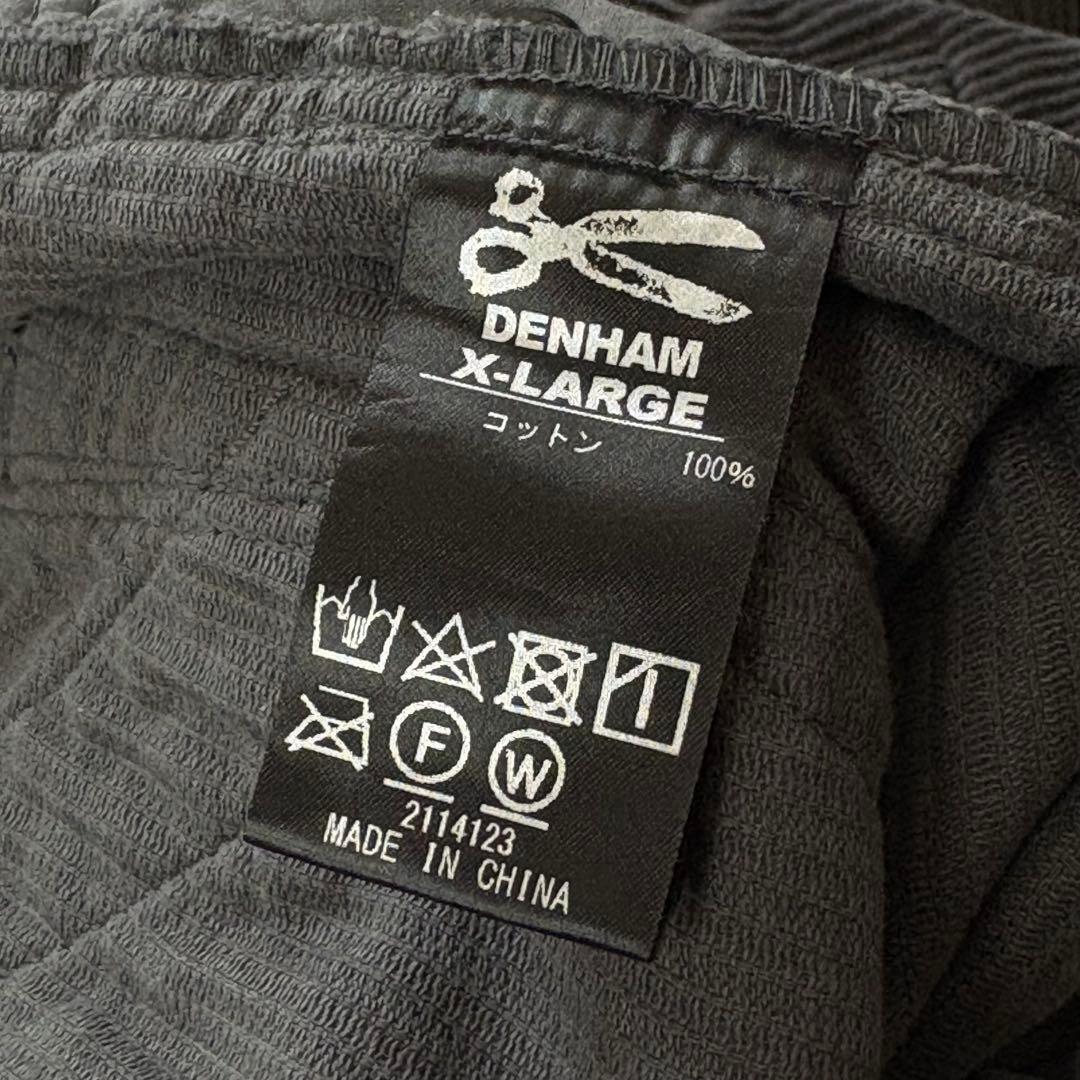 DENHAM
X-LARGE
コットン 100%
F W
2114123
MADE IN CHINA